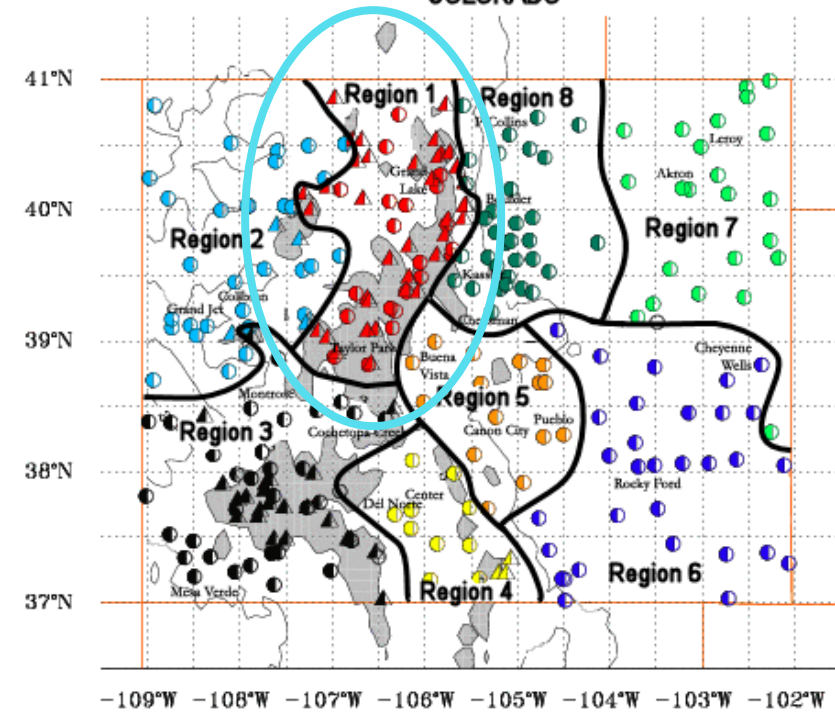 COLORADO
41°N
Region 1
Region 8
F Collins
Leroy
Grand
Lake
Akron
40°N
Boulder
Region 2
Region 7
Kass
Collbran
Grand Jct
39°N
Cheesman
Taylor Park
Buena
Vista
Cheyenne
Wells
Montrose
Region 5
Region 3
Cochetopa Creek
Canon City
Pueblo
38°N
Del Norte
Center
Rocky Ford
Mesa Verde
Region 4
Region 6
37°N
-109°W -108°W -107°W -106°W -105°W -104°W -103°W -102°W